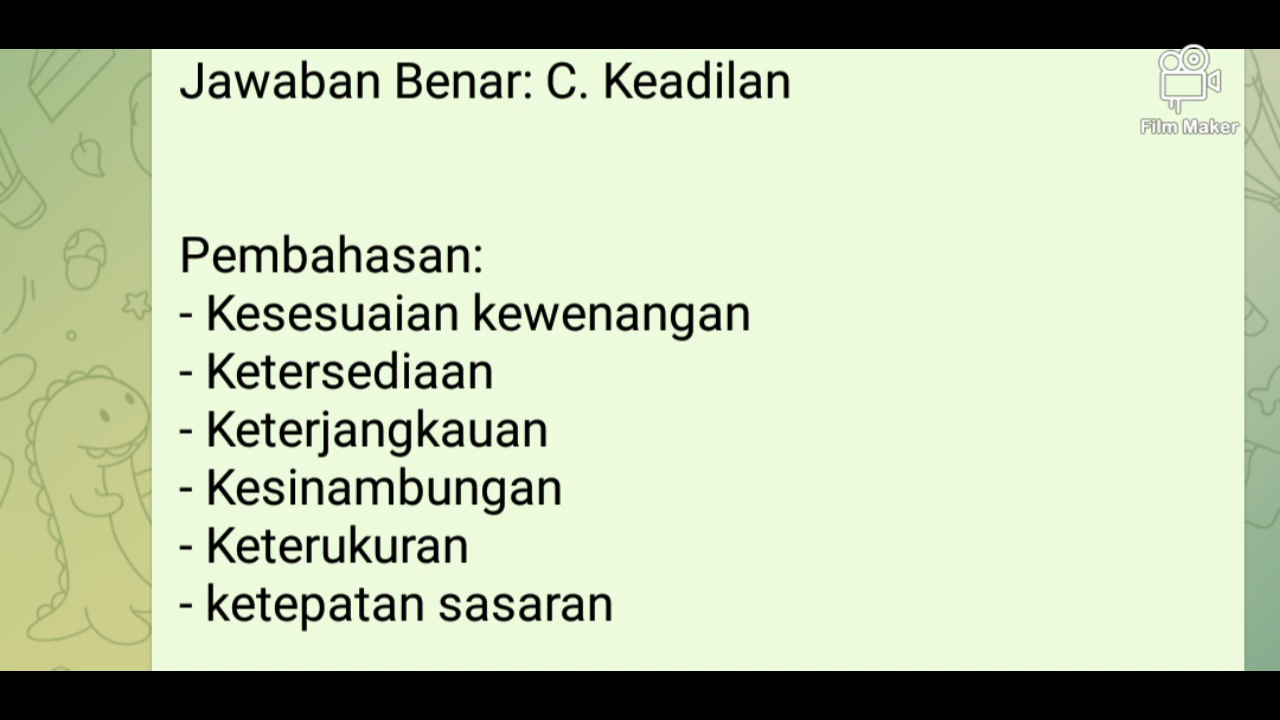 Jawaban Benar: C. Keadilan
Film Maker
Pembahasan:
- Kesesuaian kewenangan
- Ketersediaan
- Keterjangkauan
- Kesinambungan
- Keterukuran
- ketepatan sasaran